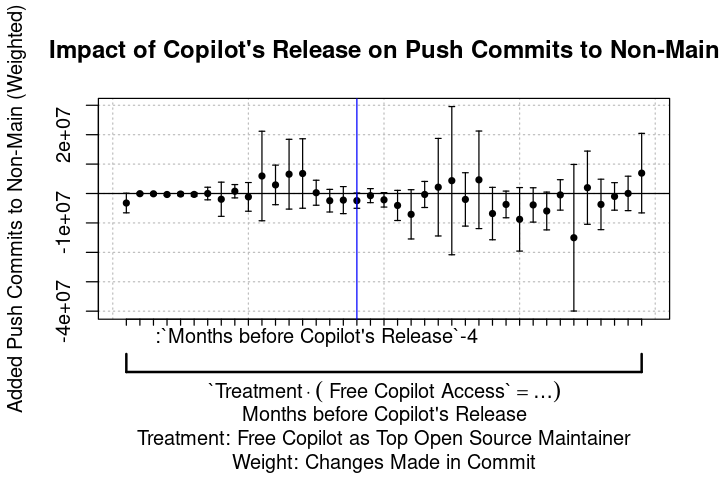 Impact of Copilot's Release on Push Commits to Non-Main
Added Push Commits to Non-Main (Weighted)
2e+07
-1e+07
-4e+07
:`Months before Copilot's Release`-4
`Treatment · ( Free Copilot Access` = ...)
Months before Copilot's Release
Treatment: Free Copilot as Top Open Source Maintainer
Weight: Changes Made in Commit